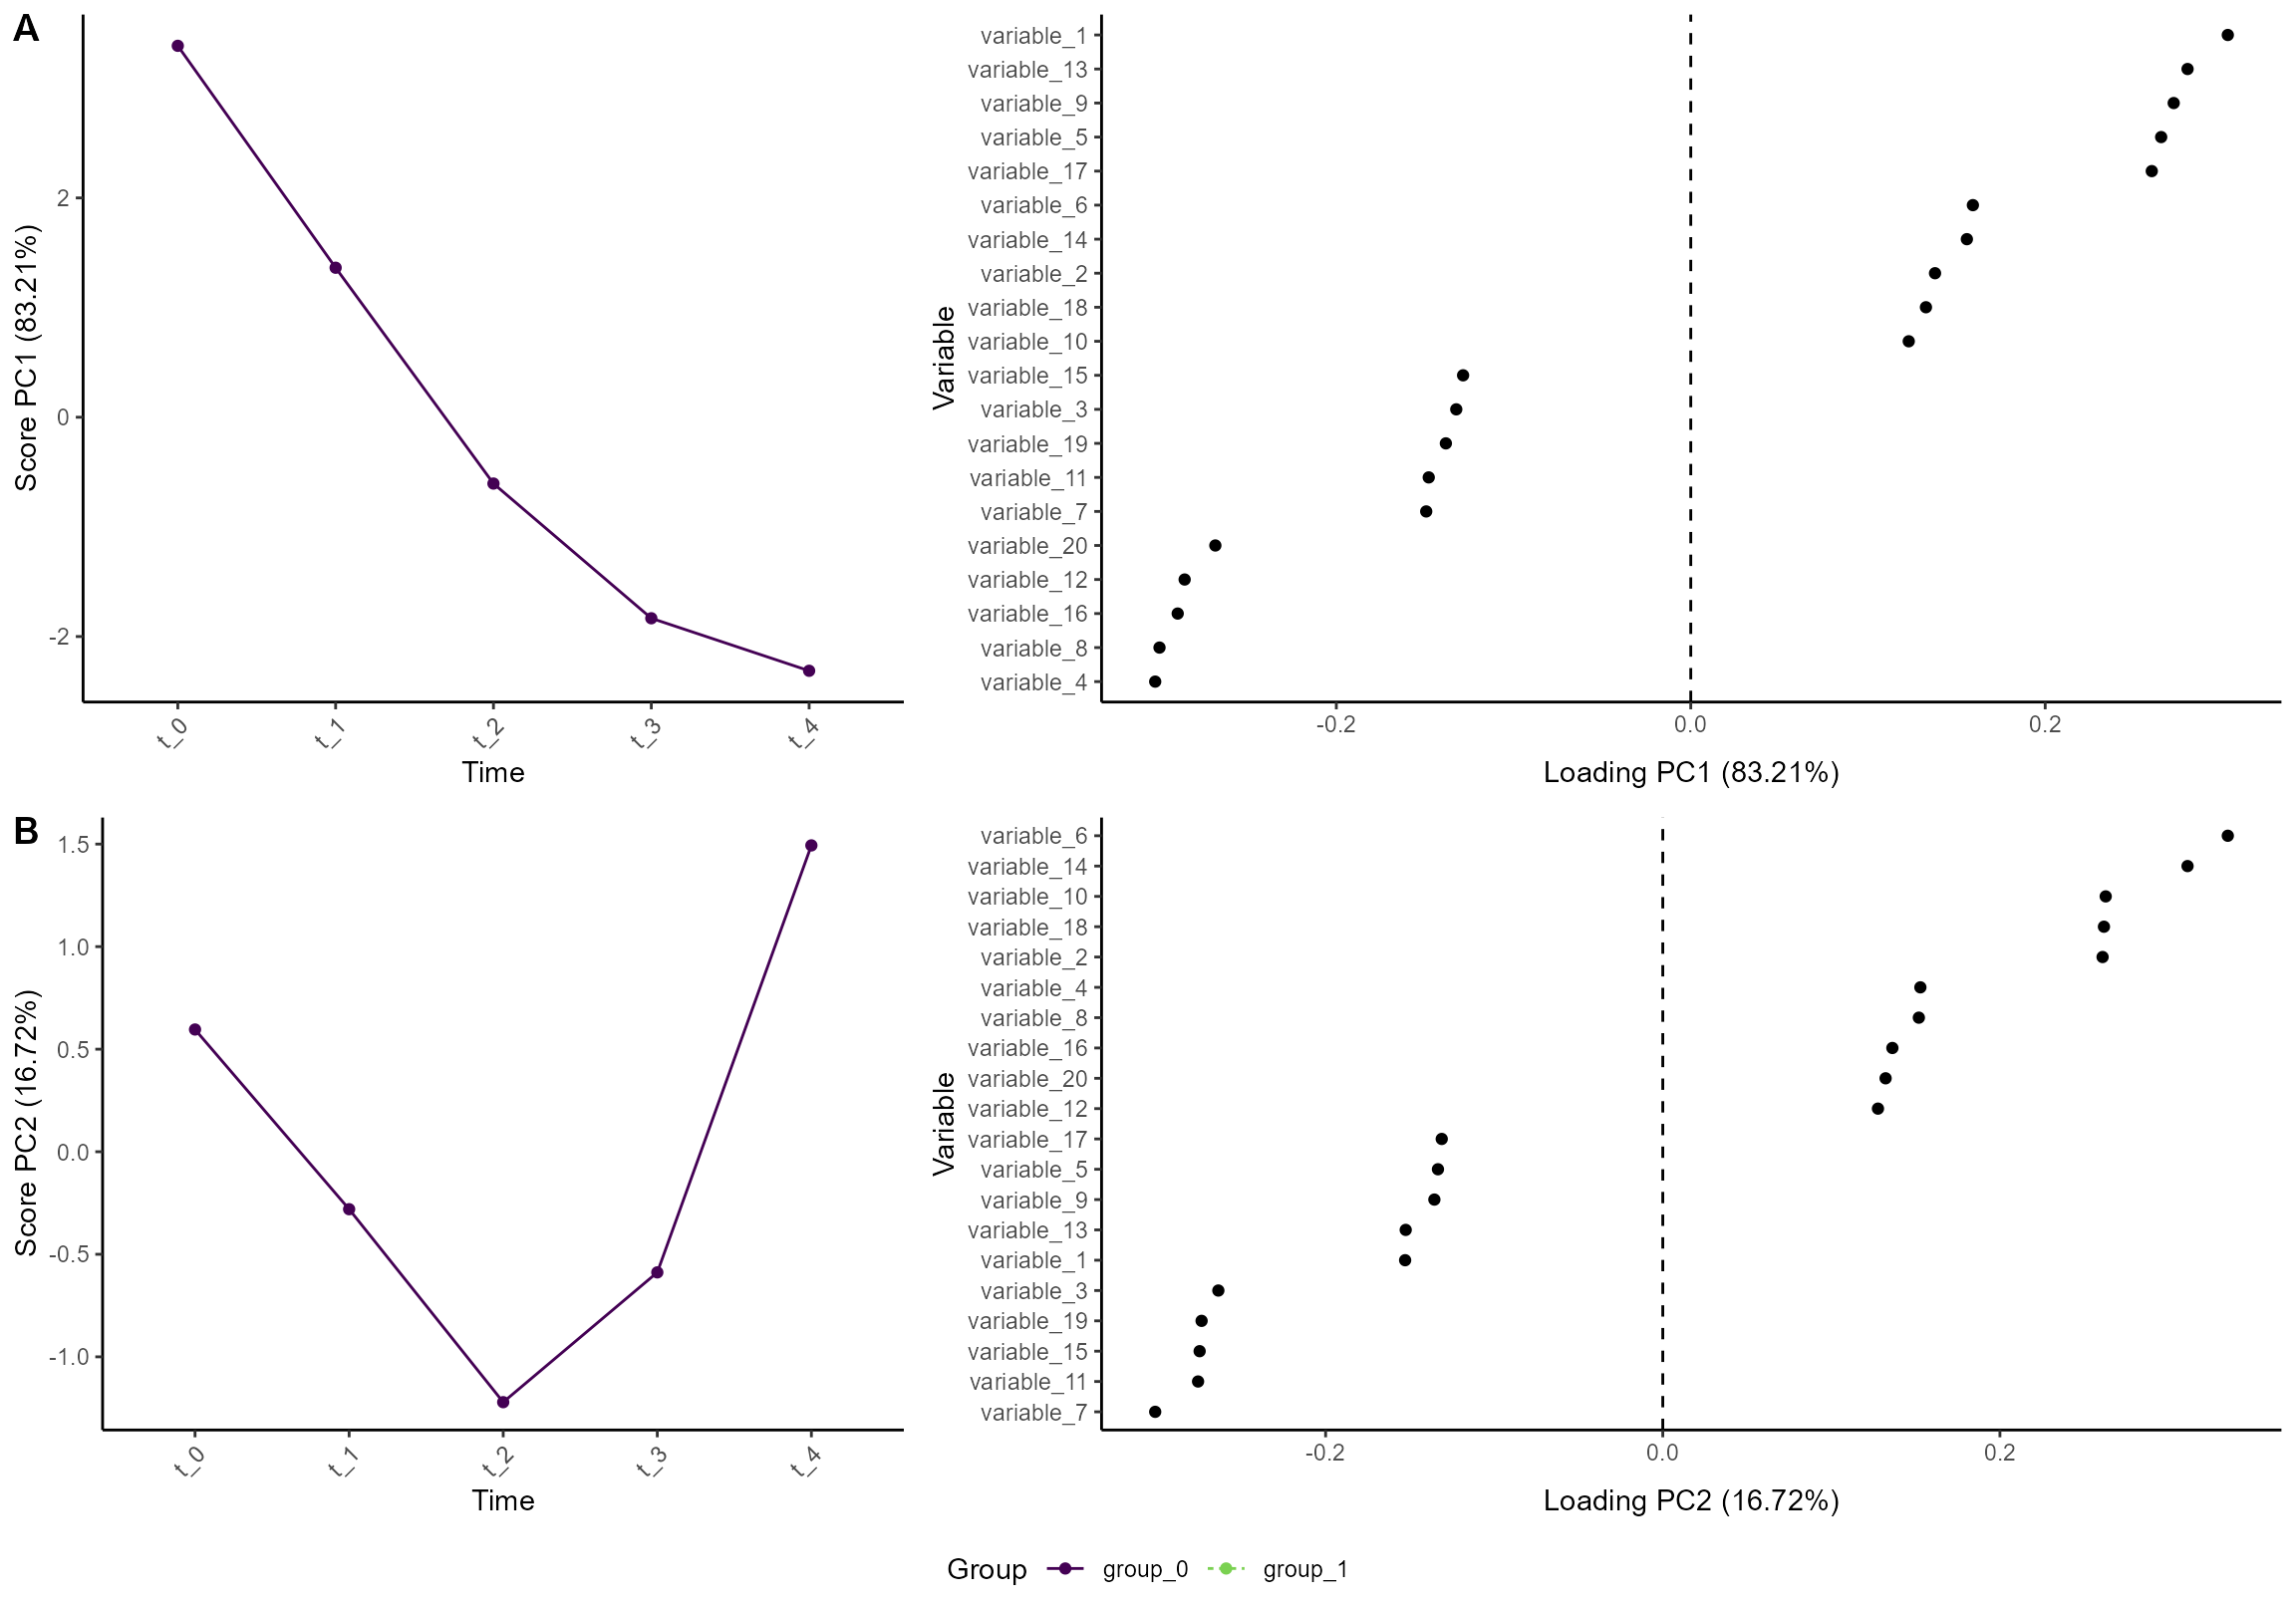 A
Score PC1 (83.21%)
2
0
-2
t_0
t_1
t_2
t_3
t_4
Time
Variable
variable_1
variable_13
variable_9
variable_5
variable_17
variable_6
variable_14
variable_2
variable_18
variable_10
variable_15
variable_3
variable_19
variable_11
variable_7
variable_20
variable_12
variable_16
variable_8
variable_4
-0.2
0.0
0.2
Loading PC1 (83.21%)
B
Score PC2 (16.72%)
1.5
1.0
0.5
0.0
-0.5
-1.0
t_0
t_1
t_2
t_3
t_4
Time
Variable
variable_6
variable_14
variable_10
variable_18
variable_2
variable_4
variable_8
variable_16
variable_20
variable_12
variable_17
variable_5
variable_9
variable_13
variable_1
variable_3
variable_19
variable_15
variable_11
variable_7
-0.2
0.0
0.2
Loading PC2 (16.72%)
Group group_0 group_1